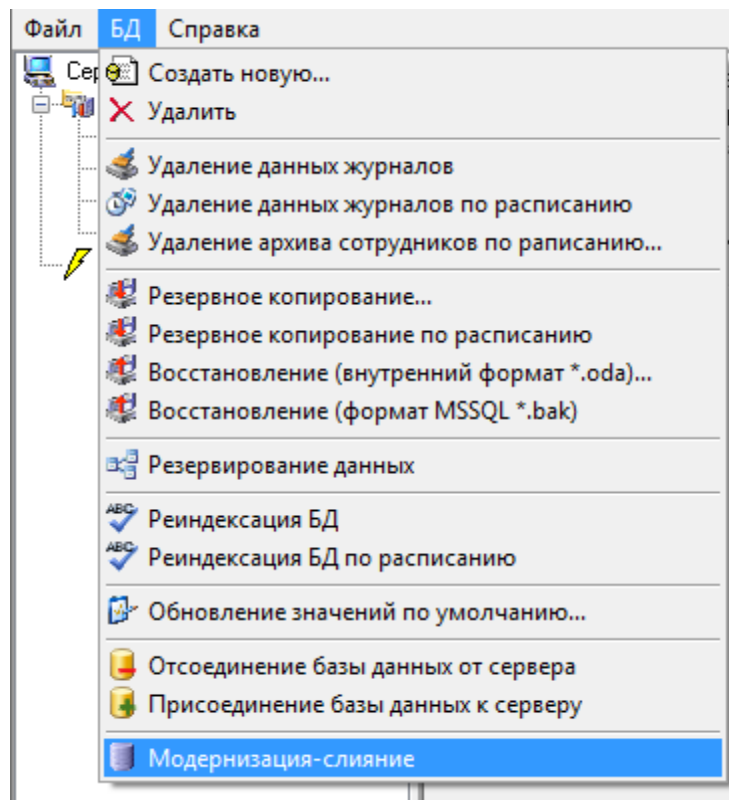 Файл БД Справка
Сер
Создать новую...
Удалить
Удаление данных журналов
Удаление данных журналов по расписанию
Удаление архива сотрудников по раписанию...
Резервное копирование...
Резервное копирование по расписанию
Восстановление (внутренний формат *.oda)...
Восстановление (формат MSSQL *.bak)
Резервирование данных
Реиндексация БД
Реиндексация БД по расписанию
Обновление значений по умолчанию...
Отсоединение базы данных от сервера
Присоединение базы данных к серверу
Модернизация-слияние